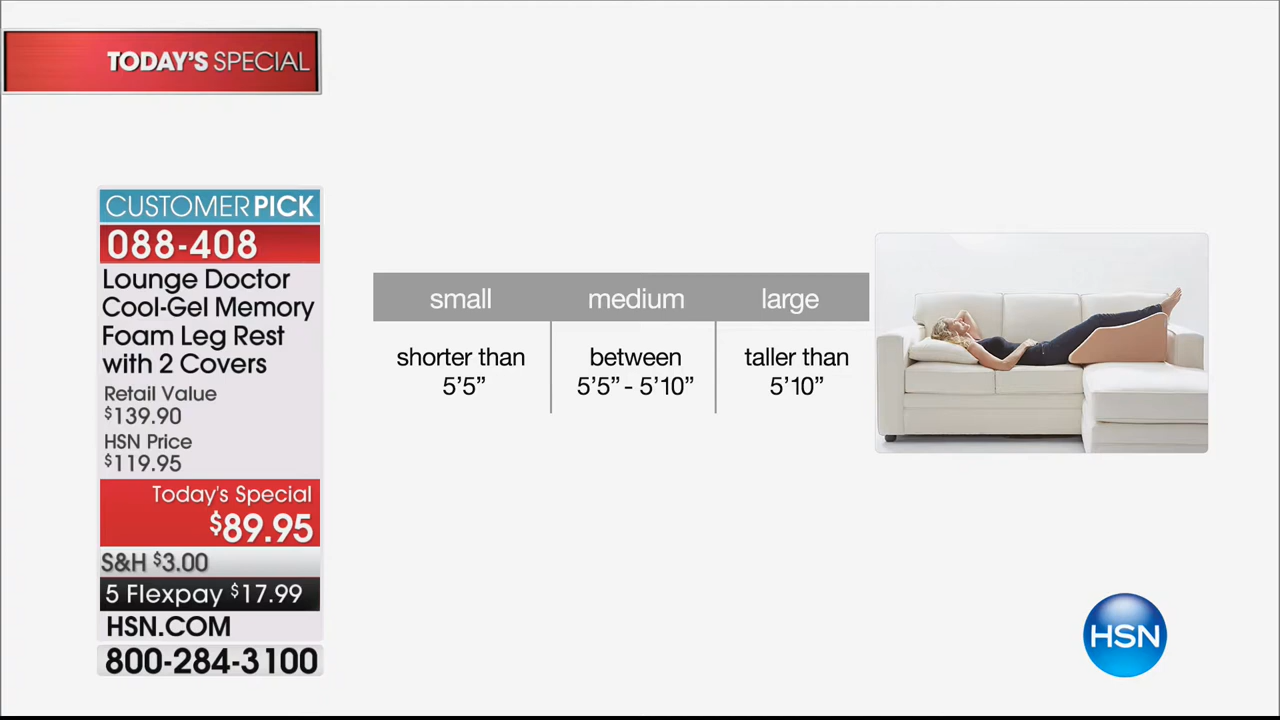 TODAY'S SPECIAL
CUSTOMERPICK
088-408
Lounge Doctor
Cool-Gel Memory
Foam Leg Rest
with 2 Covers
Retail Value
$139.90
HSN Price
$119.95
Today's Special
$89.95
S&H $3.00
5 Flexpay $17.99
HSN.COM
800-284-3100
small medium large
shorter than between taller than
5'5" 5'5" - 5'10" 5'10"
HSN